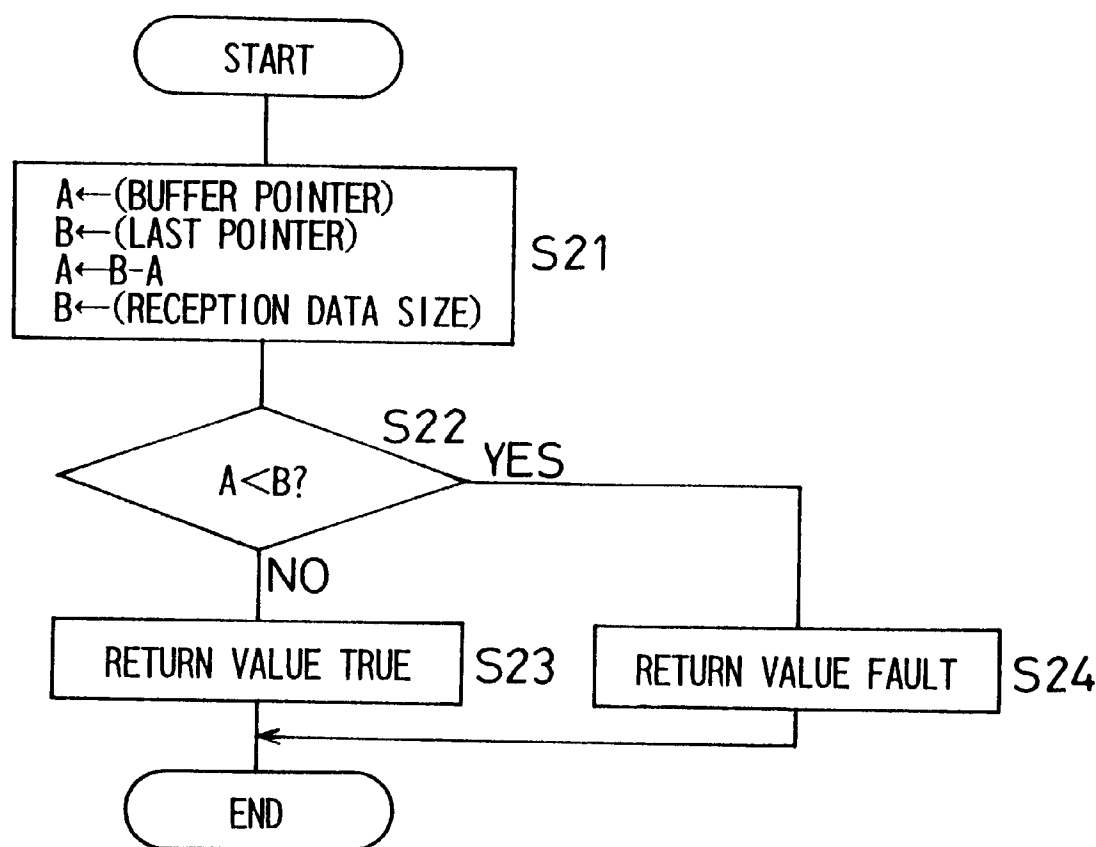 START
A←(BUFFER POINTER)
B←(LAST POINTER)
A←B-A
B←(RECEPTION DATA SIZE)
S21
S22
A<B?
YES
NO
RETURN VALUE TRUE
S23
RETURN VALUE FAULT
S24
END